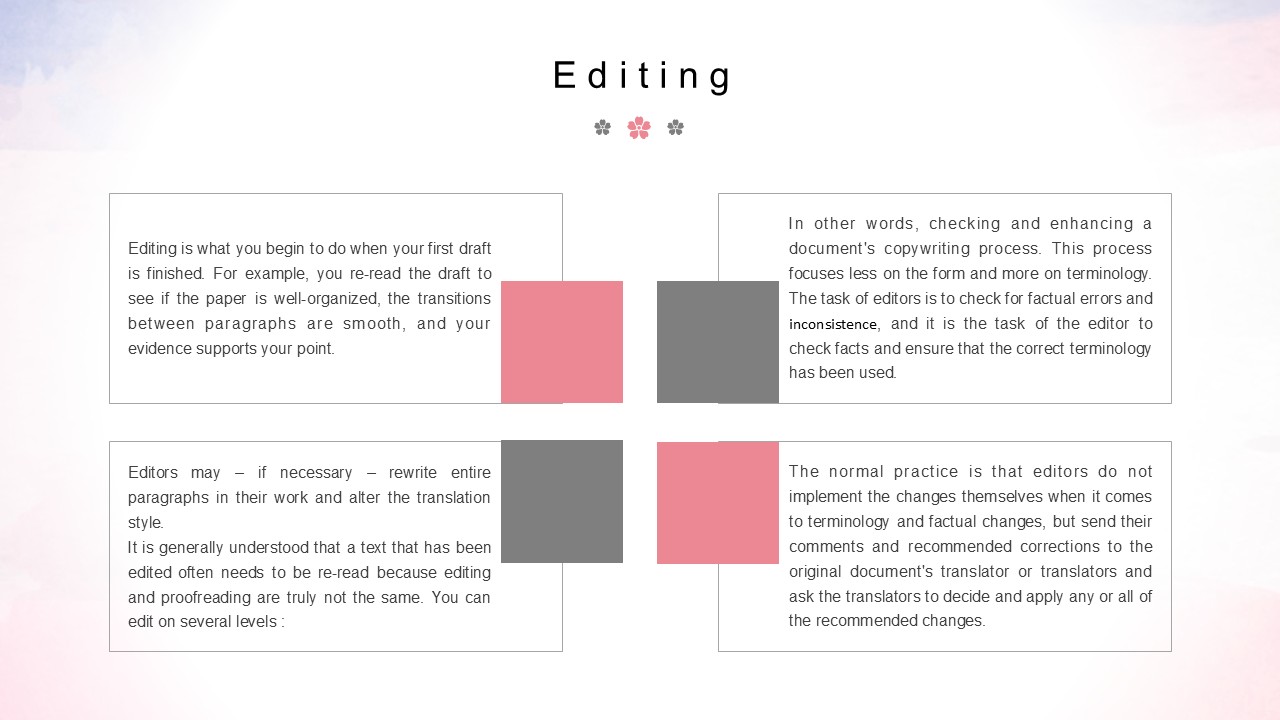 Editing
Editing is what you begin to do when your first draft
is finished. For example, you re-read the draft to
see if the paper is well-organized, the transitions
between paragraphs are smooth, and your
evidence supports your point.
In other words, checking and enhancing a
document's copywriting process. This process
focuses less on the form and more on terminology.
The task of editors is to check for factual errors and
inconsistence, and it is the task of the editor to
check facts and ensure that the correct terminology
has been used.
Editors may – if necessary – rewrite entire
paragraphs in their work and alter the translation
style.
It is generally understood that a text that has been
edited often needs to be re-read because editing
and proofreading are truly not the same. You can
edit on several levels :
The normal practice is that editors do not
implement the changes themselves when it comes
to terminology and factual changes, but send their
comments and recommended corrections to the
original document's translator or translators and
ask the translators to decide and apply any or all of
the recommended changes.